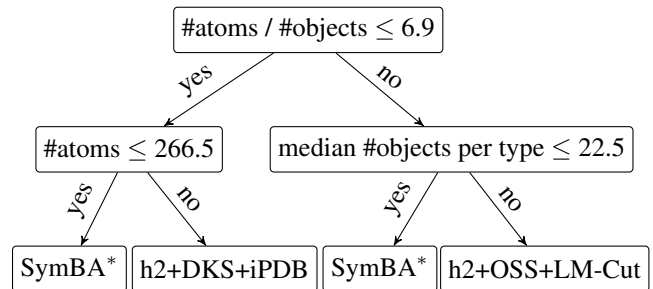 #atoms / #objects ≤ 6.9
yes
no
#atoms ≤ 266.5
median #objects per type ≤ 22.5
yes
no
yes
no
SymBA*
h2+DKS+iPDB
SymBA*
h2+OSS+LM-Cut